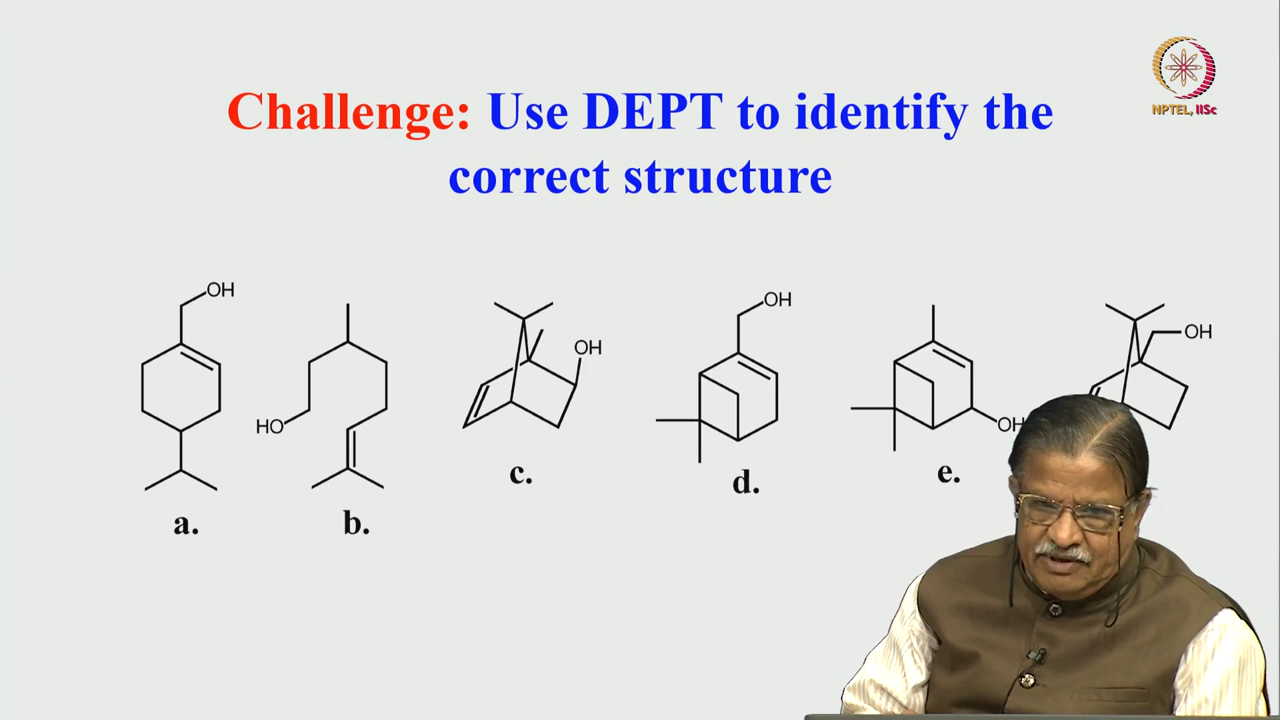 Challenge: Use DEPT to identify the
correct structure
NPTEL, IISc
OH
HO
OH
OH
OH
OH
a.
b.
c.
d.
e.